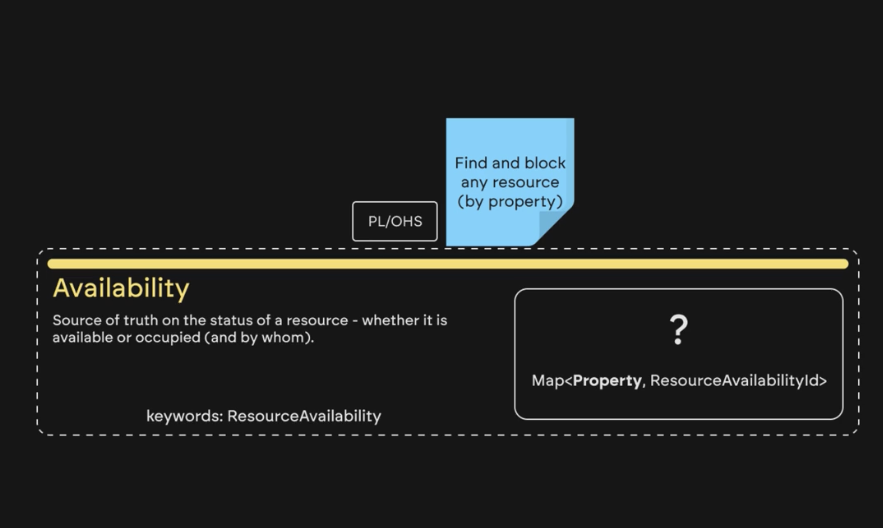 Find and block
any resource
(by property)
PL/OHS
Availability
Source of truth on the status of a resource - whether it is
available or occupied (and by whom).
?
Map<Property, ResourceAvailabilityId>
keywords: ResourceAvailability